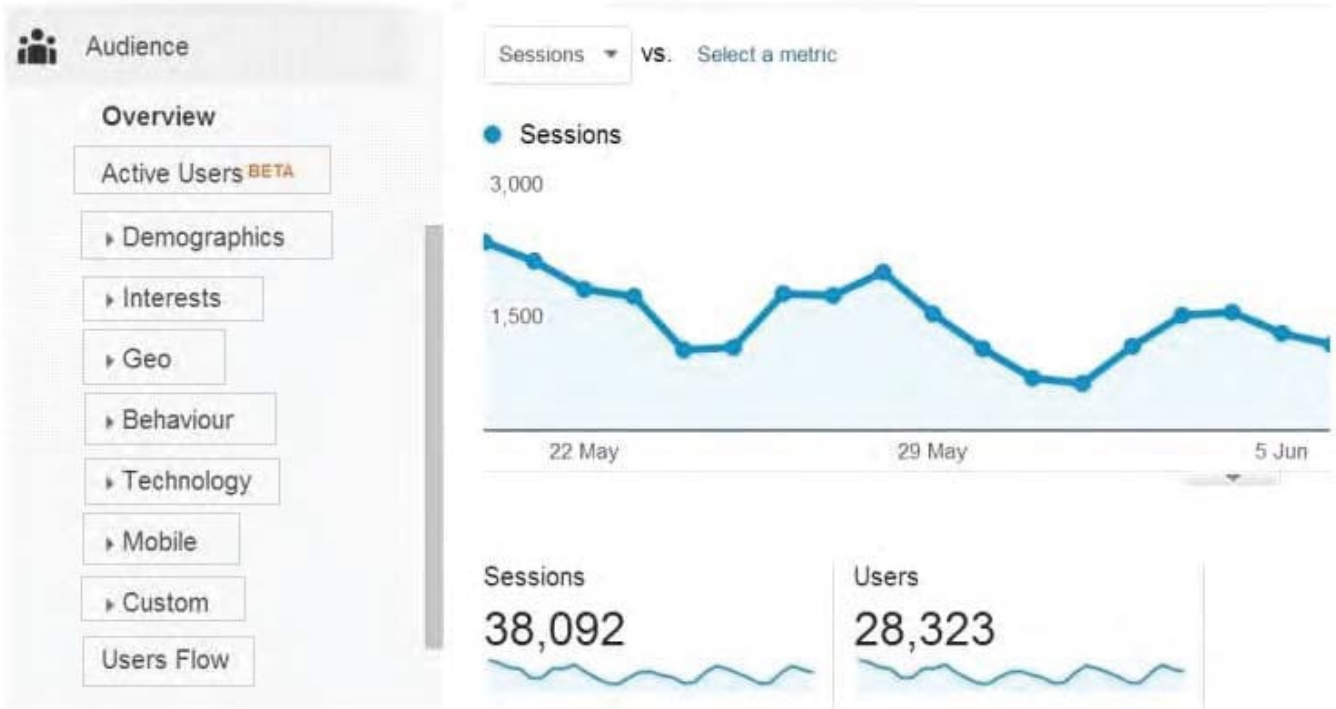 Audience
Overview
Active Users BETA
Demographics
Interests
Geo
Behaviour
Technology
Mobile
Custom
Users Flow
Sessions vs. Select a metric
Sessions
3,000
1,500
22 May 29 May 5 Jun
Sessions Users
38,092 28,323